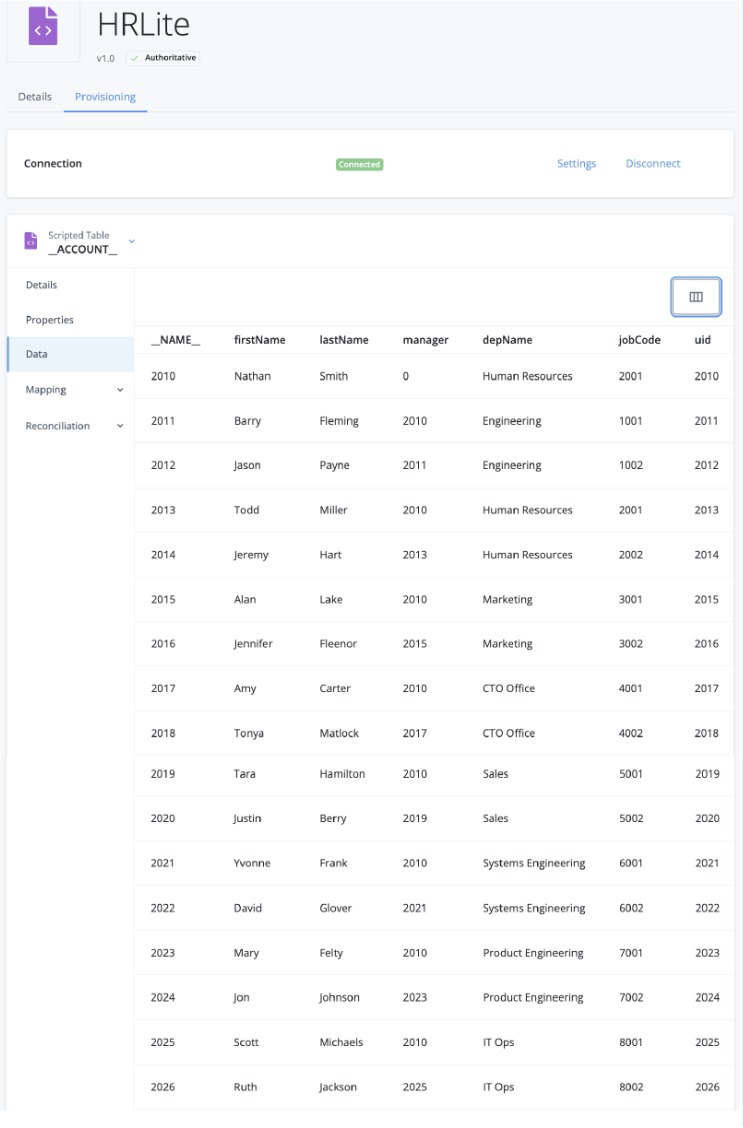 HRLite
v1.0 Authoritative
Details Provisioning
Connection Connected Settings Disconnect
Scripted Table
__ACCOUNT__
Details
Properties
Data
Mapping
Reconciliation
__NAME__ firstName lastName manager depName jobCode uid
2010 Nathan Smith 0 Human Resources 2001 2010
2011 Barry Fleming 2010 Engineering 1001 2011
2012 Jason Payne 2011 Engineering 1002 2012
2013 Todd Miller 2010 Human Resources 2001 2013
2014 Jeremy Hart 2013 Human Resources 2002 2014
2015 Alan Lake 2010 Marketing 3001 2015
2016 Jennifer Fleenor 2015 Marketing 3002 2016
2017 Amy Carter 2010 CTO Office 4001 2017
2018 Tonya Matlock 2017 CTO Office 4002 2018
2019 Tara Hamilton 2010 Sales 5001 2019
2020 Justin Berry 2019 Sales 5002 2020
2021 Yvonne Frank 2010 Systems Engineering 6001 2021
2022 David Glover 2021 Systems Engineering 6002 2022
2023 Mary Felty 2010 Product Engineering 7001 2023
2024 Jon Johnson 2023 Product Engineering 7002 2024
2025 Scott Michaels 2010 IT Ops 8001 2025
2026 Ruth Jackson 2025 IT Ops 8002 2026